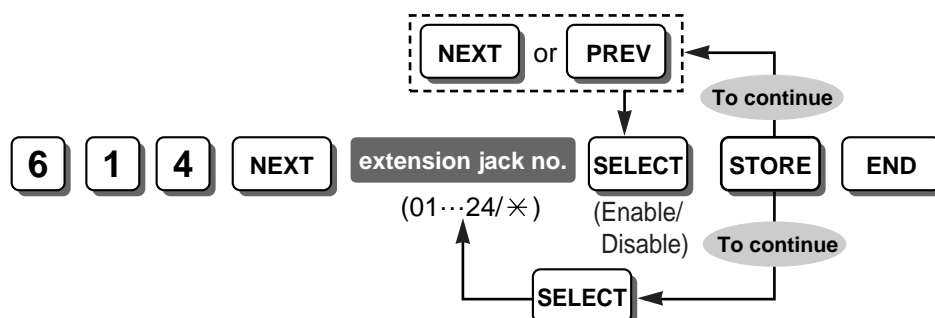 NEXT or PREV
To continue
6 1 4 NEXT extension jack no. SELECT STORE END
(01···24/✳) (Enable/
Disable)
To continue
SELECT